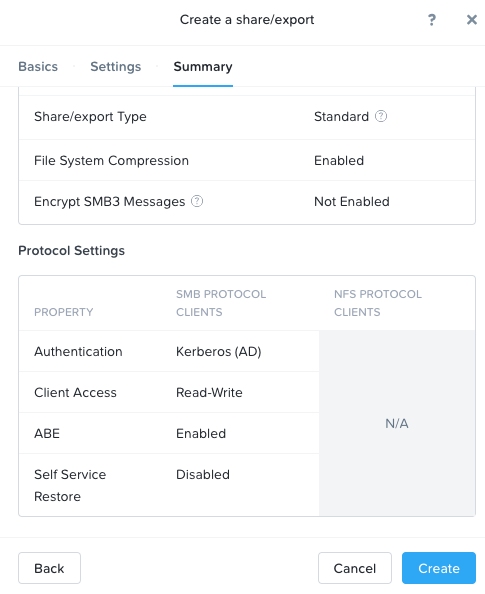 Create a share/export
?
Basics
Settings
Summary
Share/export Type
Standard ?
File System Compression
Enabled
Encrypt SMB3 Messages ?
Not Enabled
Protocol Settings
PROPERTY
SMB PROTOCOL
CLIENTS
NFS PROTOCOL
CLIENTS
Authentication
Kerberos (AD)
Client Access
Read-Write
ABE
Enabled
Self Service
Restore
Disabled
N/A
Back
Cancel
Create